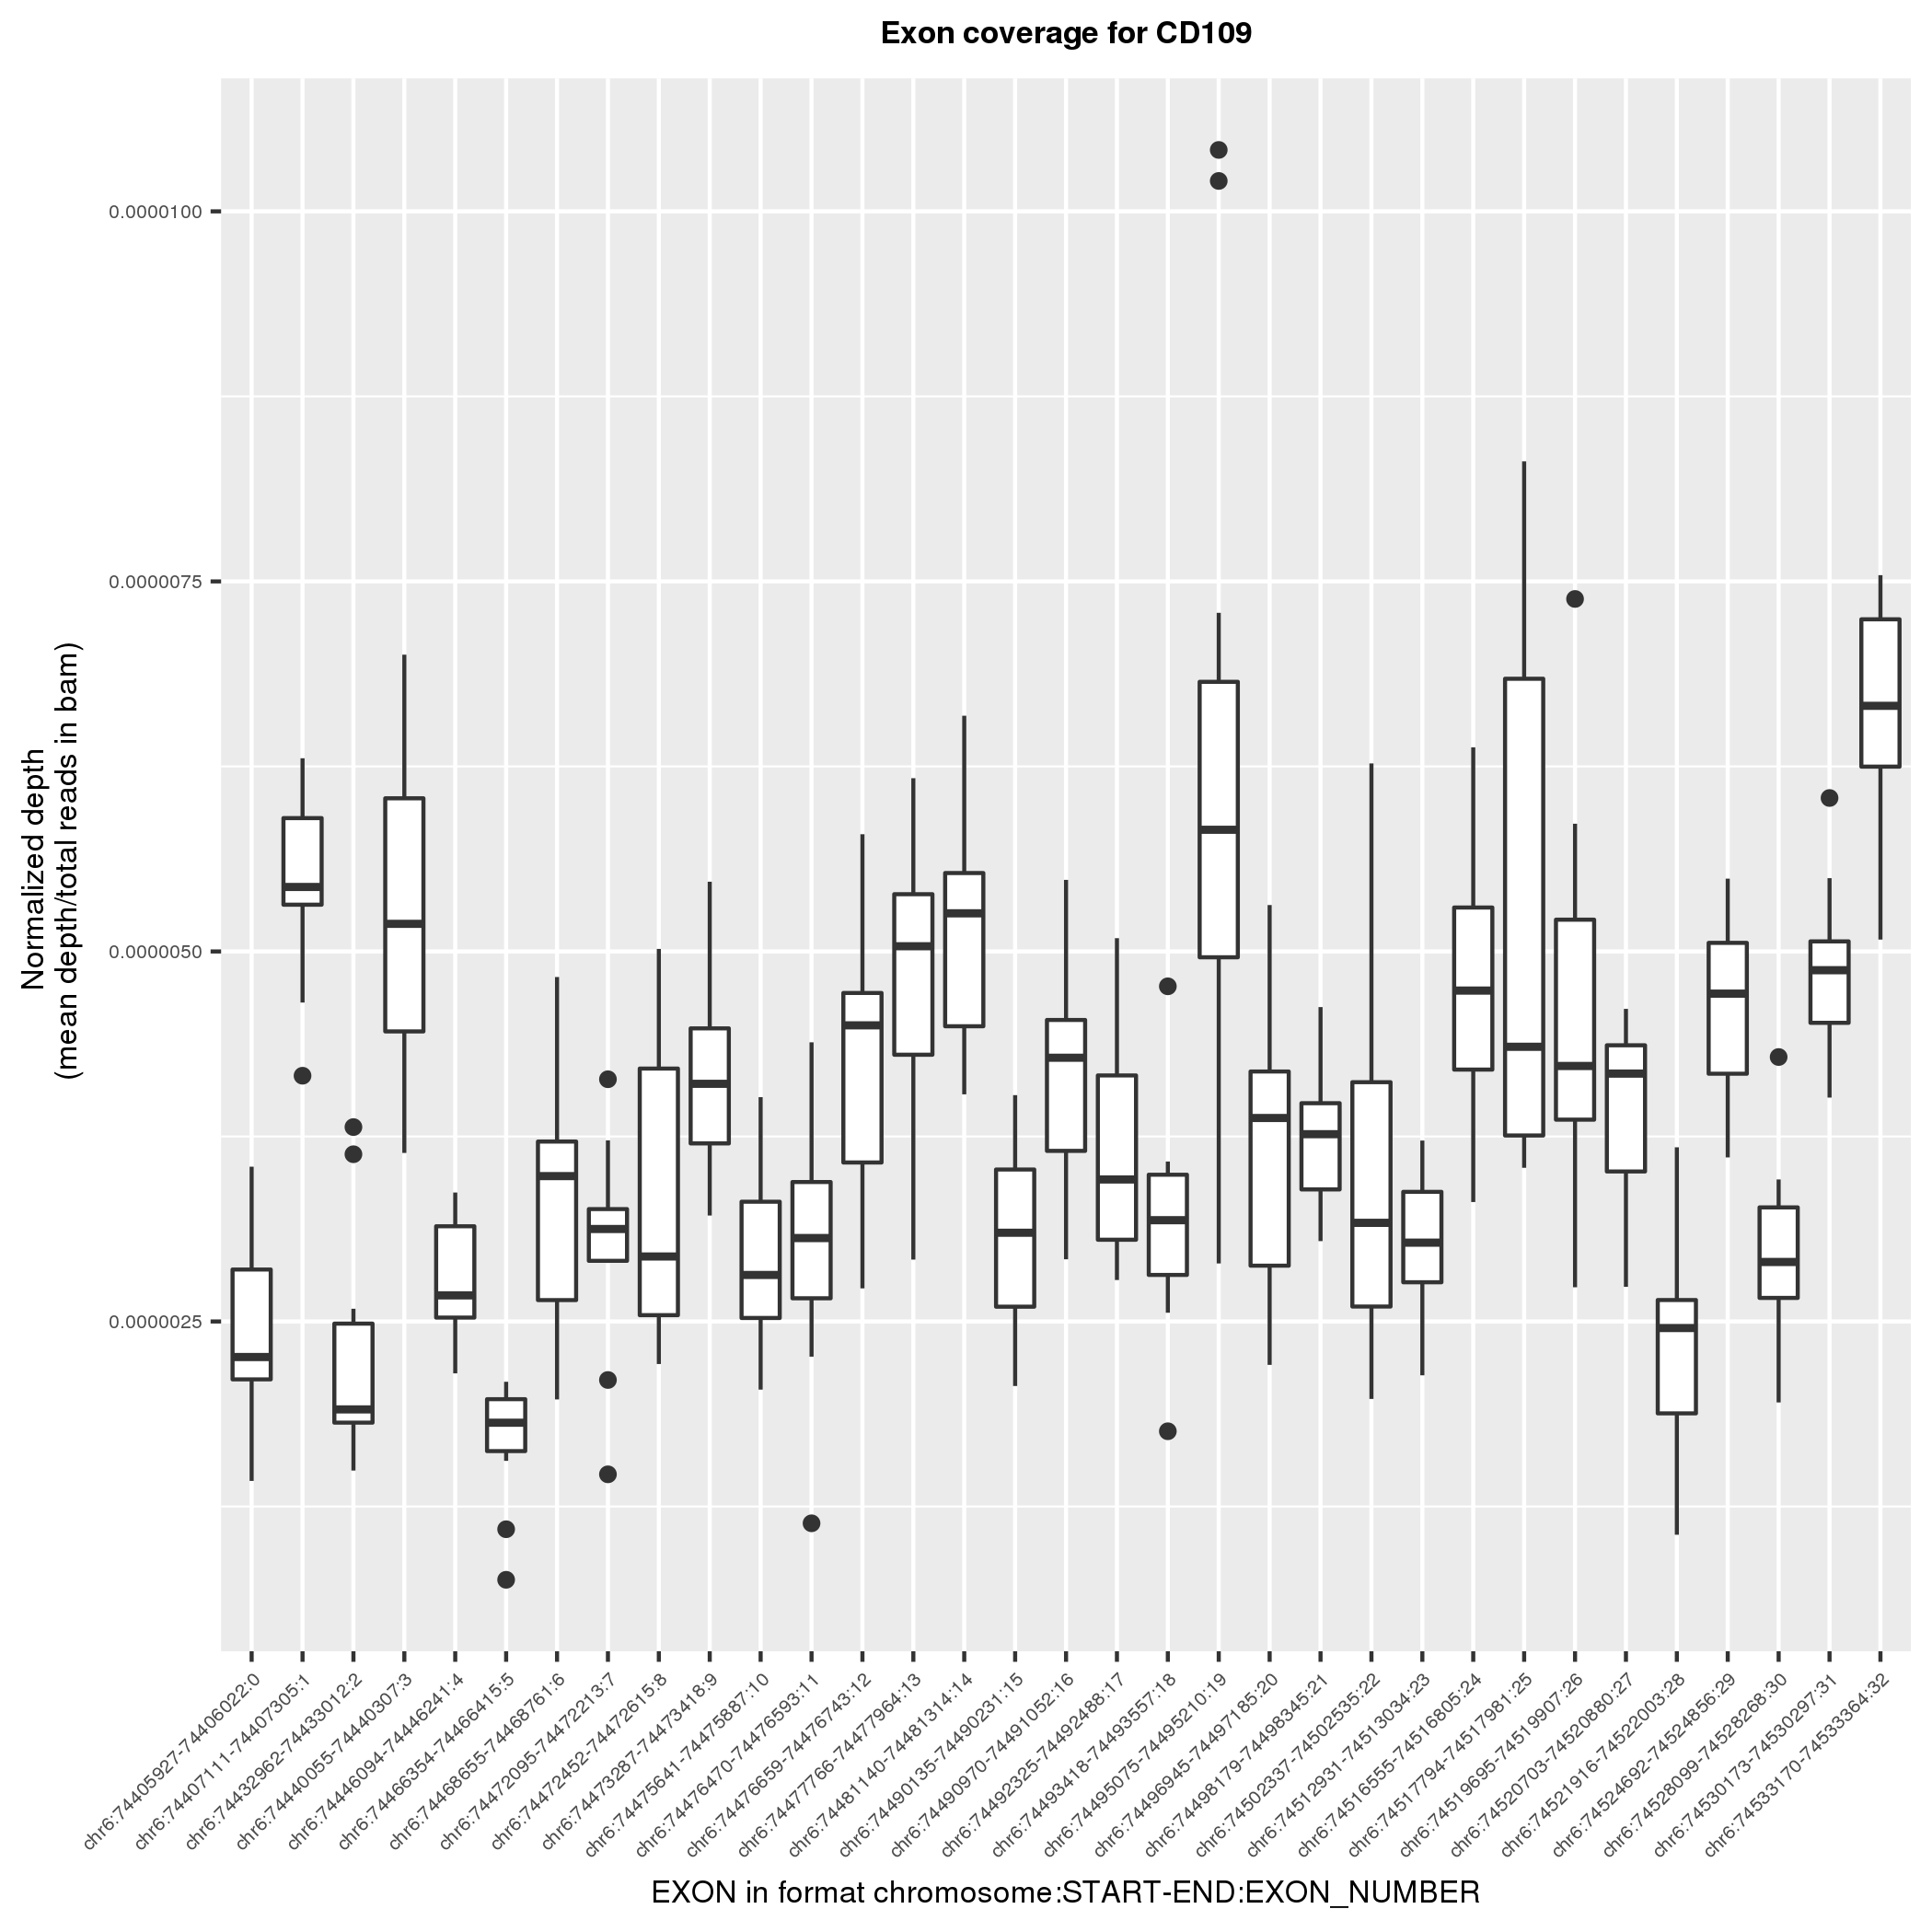 Exon coverage for CD109
Normalized depth
(mean depth/total reads in bam)
0.0000100
0.0000075
0.0000050
0.0000025
chr6:74405927-74406022:0
chr6:74407111-74407305:1
chr6:74432962-74433012:2
chr6:74440055-74440307:3
chr6:74446094-74446241:4
chr6:74466354-74466415:5
chr6:74468655-74468761:6
chr6:74472095-74472213:7
chr6:74472452-74472615:8
chr6:74473287-74473418:9
chr6:74475641-74475887:10
chr6:74476470-74476593:11
chr6:74476659-74476743:12
chr6:74477766-74477964:13
chr6:74481140-74481314:14
chr6:74490135-74490231:15
chr6:74490970-74491052:16
chr6:74492325-74492488:17
chr6:74493418-74493557:18
chr6:74495075-74495210:19
chr6:74496945-74497185:20
chr6:74498179-74498345:21
chr6:74502337-74502535:22
chr6:74512931-74513034:23
chr6:74516555-74516805:24
chr6:74517794-74517981:25
chr6:74519695-74519907:26
chr6:74520703-74520880:27
chr6:74521916-74522003:28
chr6:74524692-74524856:29
chr6:74528099-74528268:30
chr6:74530173-74530297:31
chr6:74533170-74533364:32
EXON in format chromosome:START-END:EXON_NUMBER